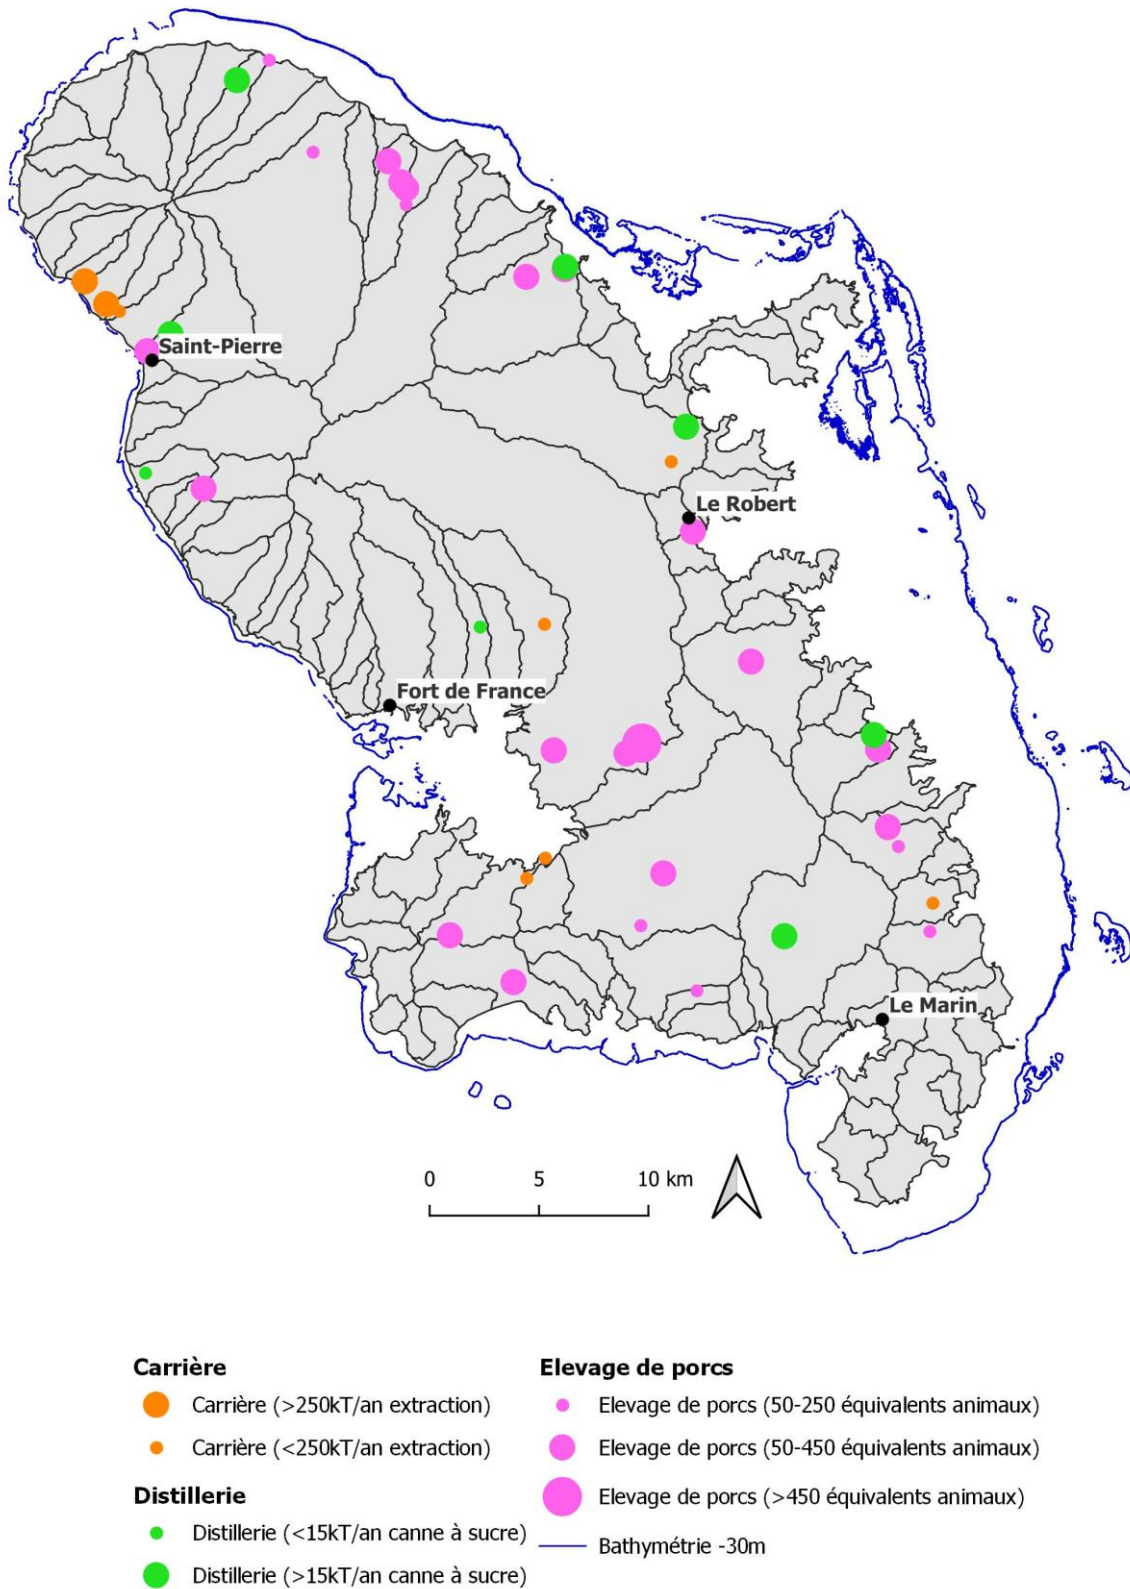 Saint-Pierre
Le Robert
Fort de France
Le Marin
0 5 10 km
Carrière
Carrière (>250kT/an extraction)
Carrière (<250kT/an extraction)
Distillerie
Distillerie (<15kT/an canne à sucre)
Distillerie (>15kT/an canne à sucre)
Elevage de porcs
Elevage de porcs (50-250 équivalents animaux)
Elevage de porcs (50-450 équivalents animaux)
Elevage de porcs (>450 équivalents animaux)
Bathymétrie -30m